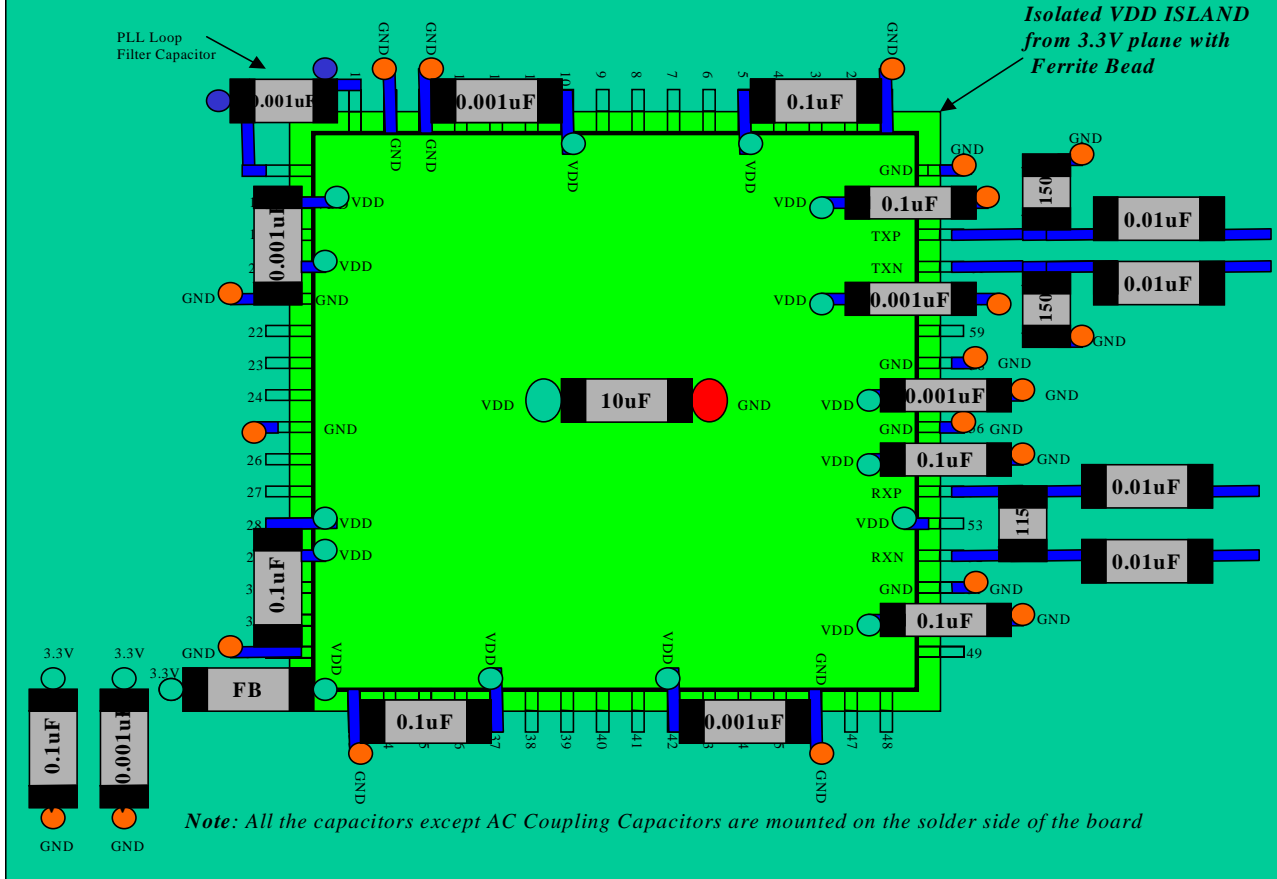 Isolated VDD ISLAND
from 3.3V plane with
Ferrite Bead
PLL Loop
Filter Capacitor
GND
GND
GND
1
10
9
8
7
6
5
4
3
2
0.001uF
0.001uF
0.1uF
GND
GND
VDD
VDD
GND
GND
GND
150
VDD
VDD
0.1uF
0.01uF
0.001uF
TXP
TXN
VDD
0.01uF
GND
GND
VDD
0.001uF
150
22
59
GND
23
GND
GND
24
VDD
10uF
GND
VDD
0.001uF
GND
GND
GND
GND
26
VDD
0.1uF
GND
27
RXP
0.01uF
28
VDD
VDD
53
115
VDD
RXN
0.01uF
0.1uF
GND
GND
VDD
0.1uF
GND
GND
VDD
VDD
VDD
GND
49
3.3V
3.3V
3.3V
FB
0.1uF
0.001uF
0.1uF
37
38
39
40
41
42
0.001uF
47
48
GND
GND
Note: All the capacitors except AC Coupling Capacitors are mounted on the solder side of the board
GND
GND